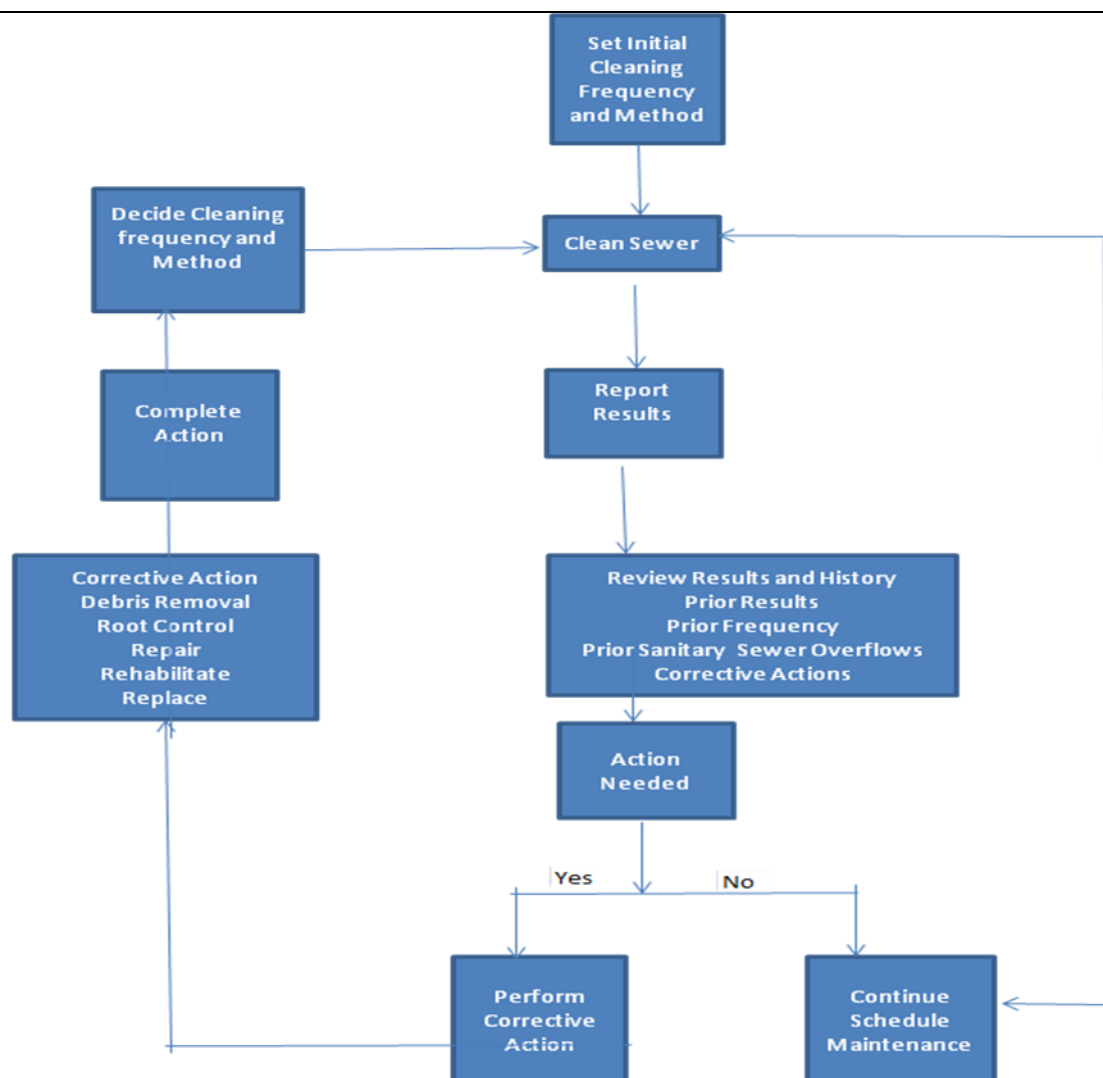 Set Initial
Cleaning
Frequency
and Method
Decide Cleaning
frequency and
Method
Clean Sewer
Complete
Action
Report
Results
Corrective Action
Debris Removal
Root Control
Repair
Rehabilitate
Replace
Review Results and History
Prior Results
Prior Frequency
Prior Sanitary Sewer Overflows
Corrective Actions
Action
Needed
Yes
No
Perform
Corrective
Action
Continue
Schedule
Maintenance